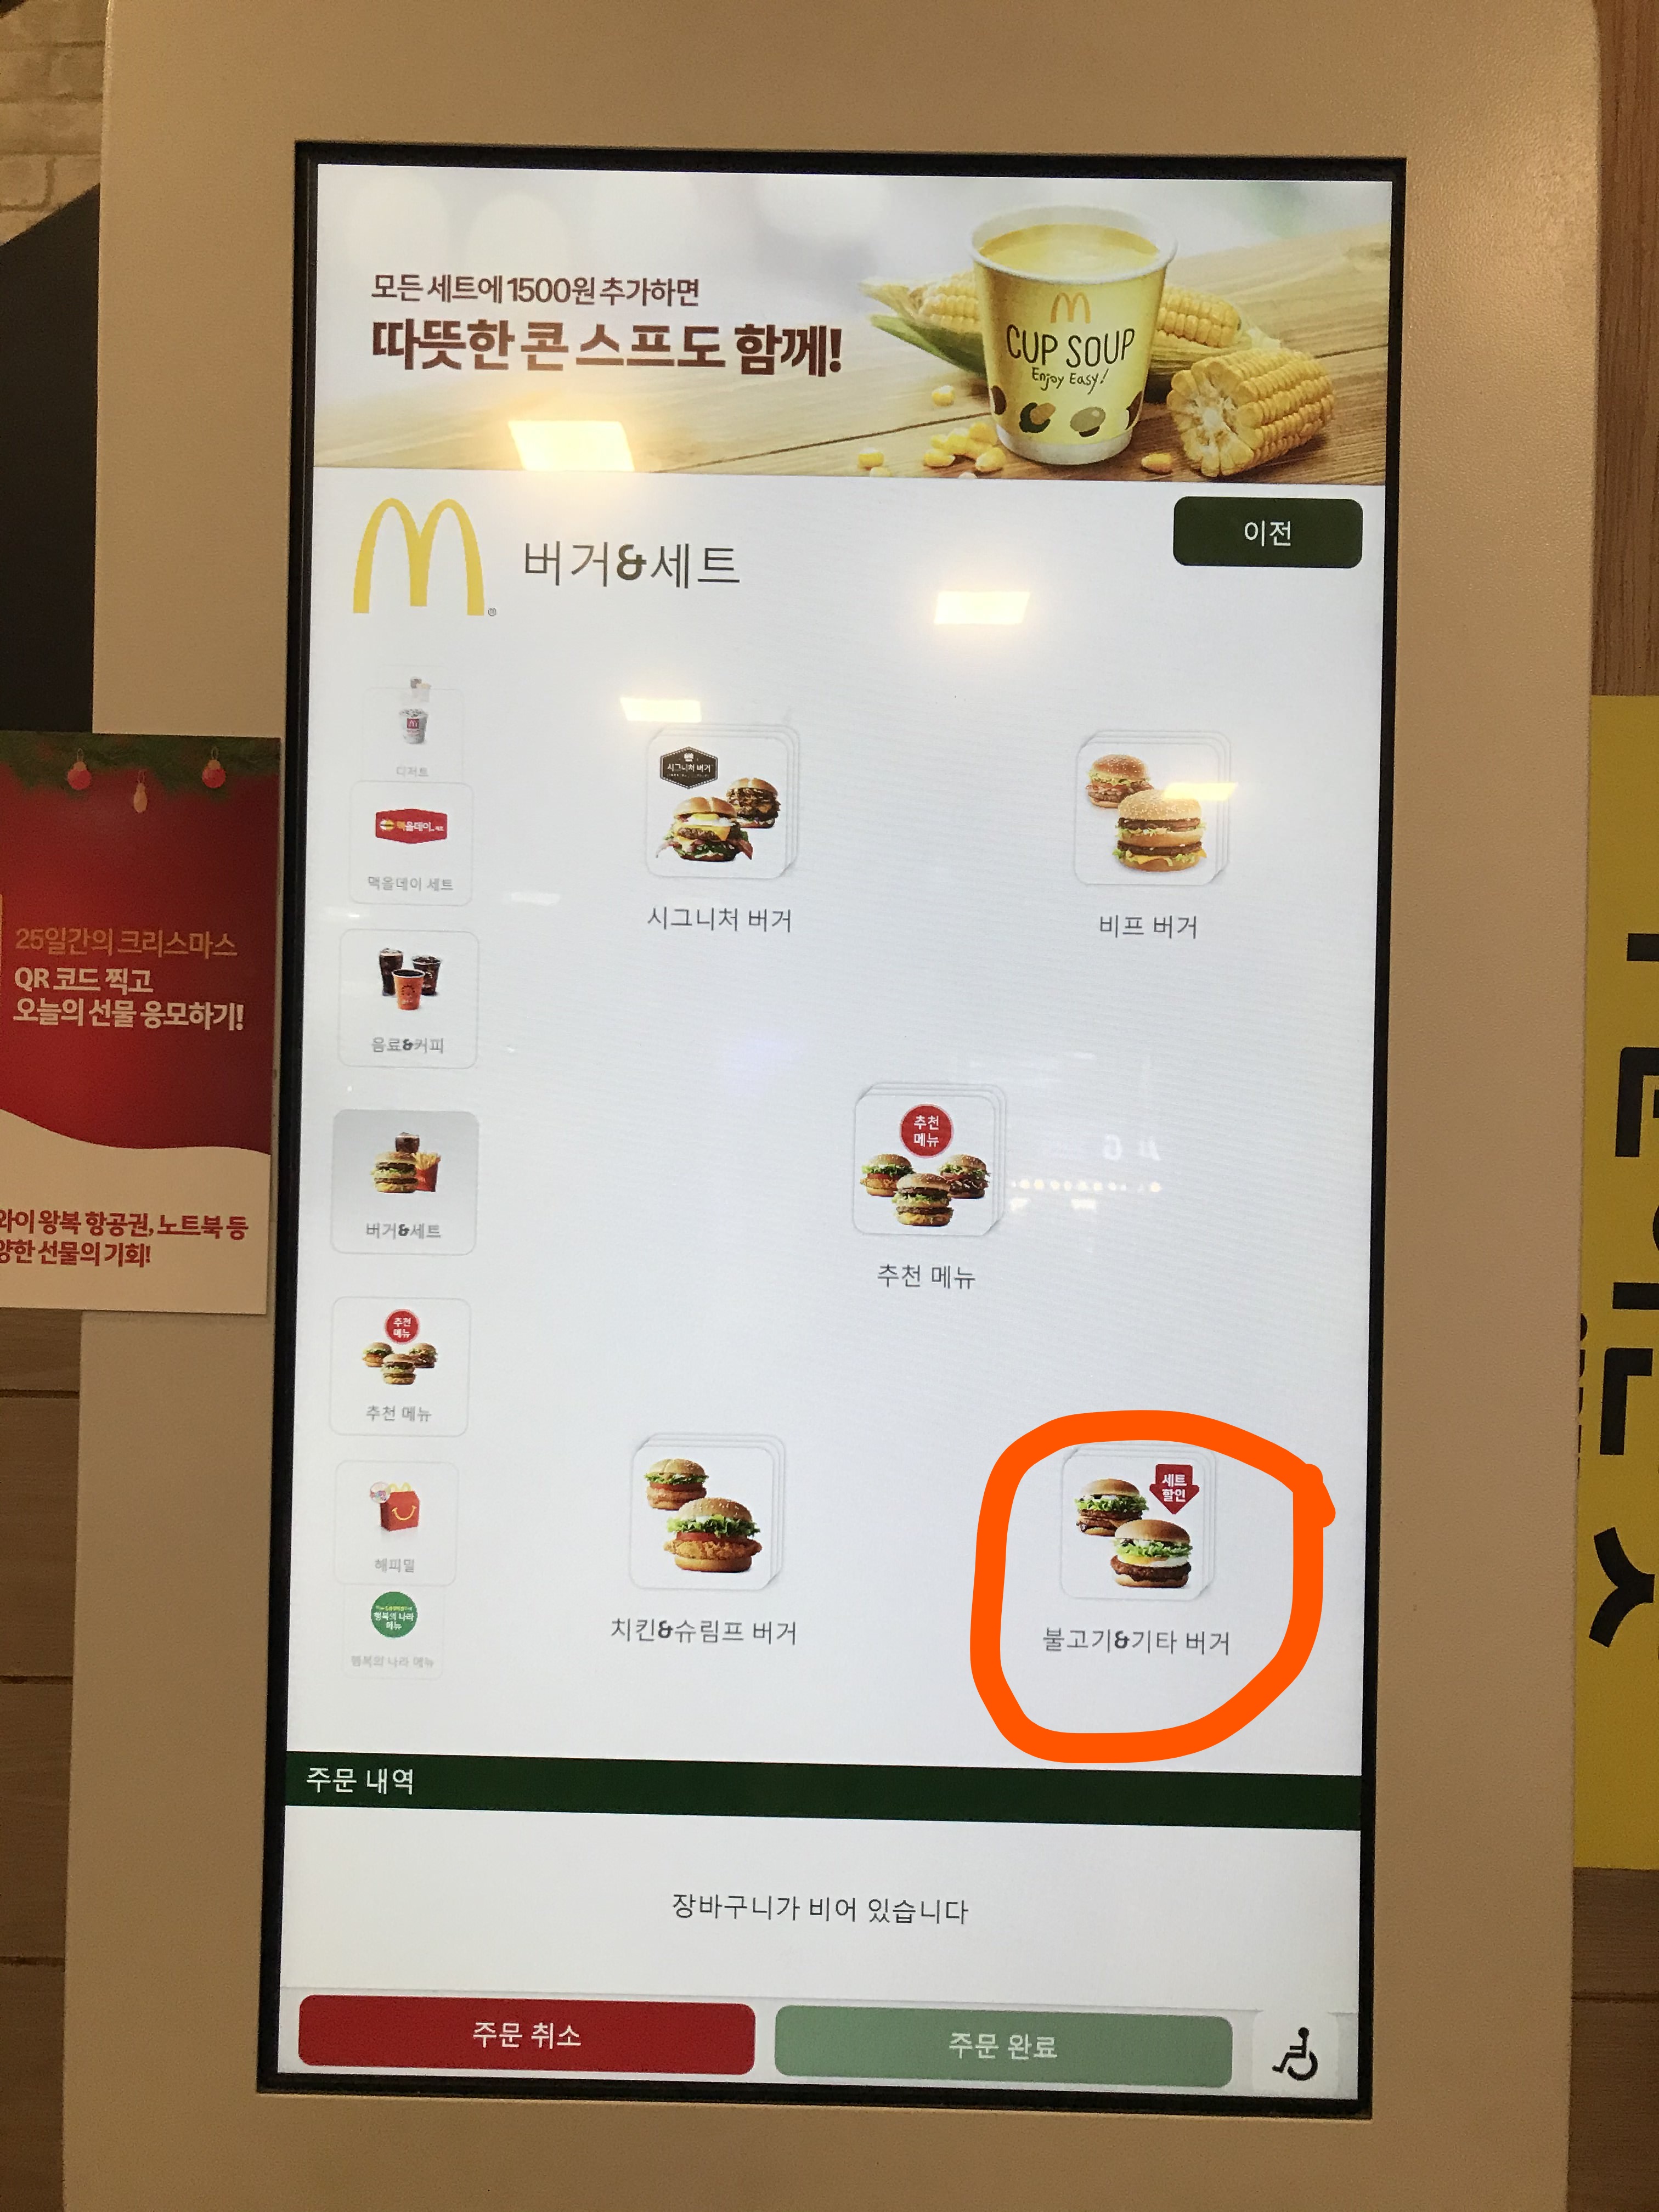 모든 세트에 1500원 추가하면
따뜻한 콘 스프도 함께!
CUP SOUP
Enjoy Easy!
버거&세트
이전
디저트
맥올데이 세트
맥올데이 세트
음료&커피
버거&세트
추천
메뉴
추천 메뉴
해피밀
행복의 나라
메뉴
행복의 나라 메뉴
시그니처 버거
시그니처 버거
비프 버거
추천
메뉴
추천 메뉴
치킨&슈림프 버거
세트
할인
불고기&기타 버거
주문 내역
장바구니가 비어 있습니다
주문 취소
주문 완료
25일간의 크리스마스
QR 코드 찍고
오늘의 선물 응모하기!
와이 왕복 항공권, 노트북 등
양한 선물의 기회!